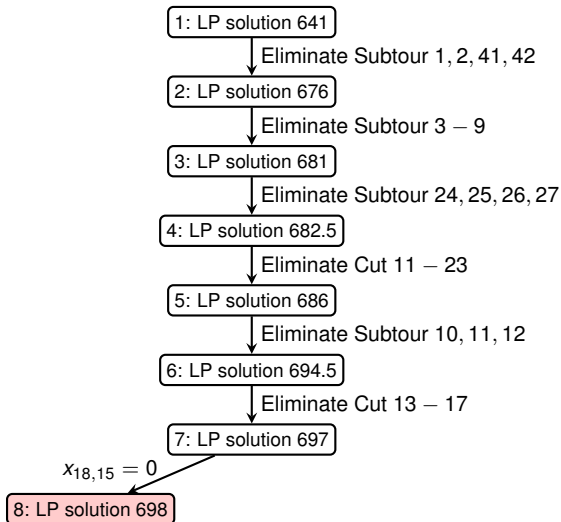 1: LP solution 641
Eliminate Subtour 1, 2, 41, 42
2: LP solution 676
Eliminate Subtour 3 − 9
3: LP solution 681
Eliminate Subtour 24, 25, 26, 27
4: LP solution 682.5
Eliminate Cut 11 − 23
5: LP solution 686
Eliminate Subtour 10, 11, 12
6: LP solution 694.5
Eliminate Cut 13 − 17
7: LP solution 697
x_{18,15} = 0
8: LP solution 698